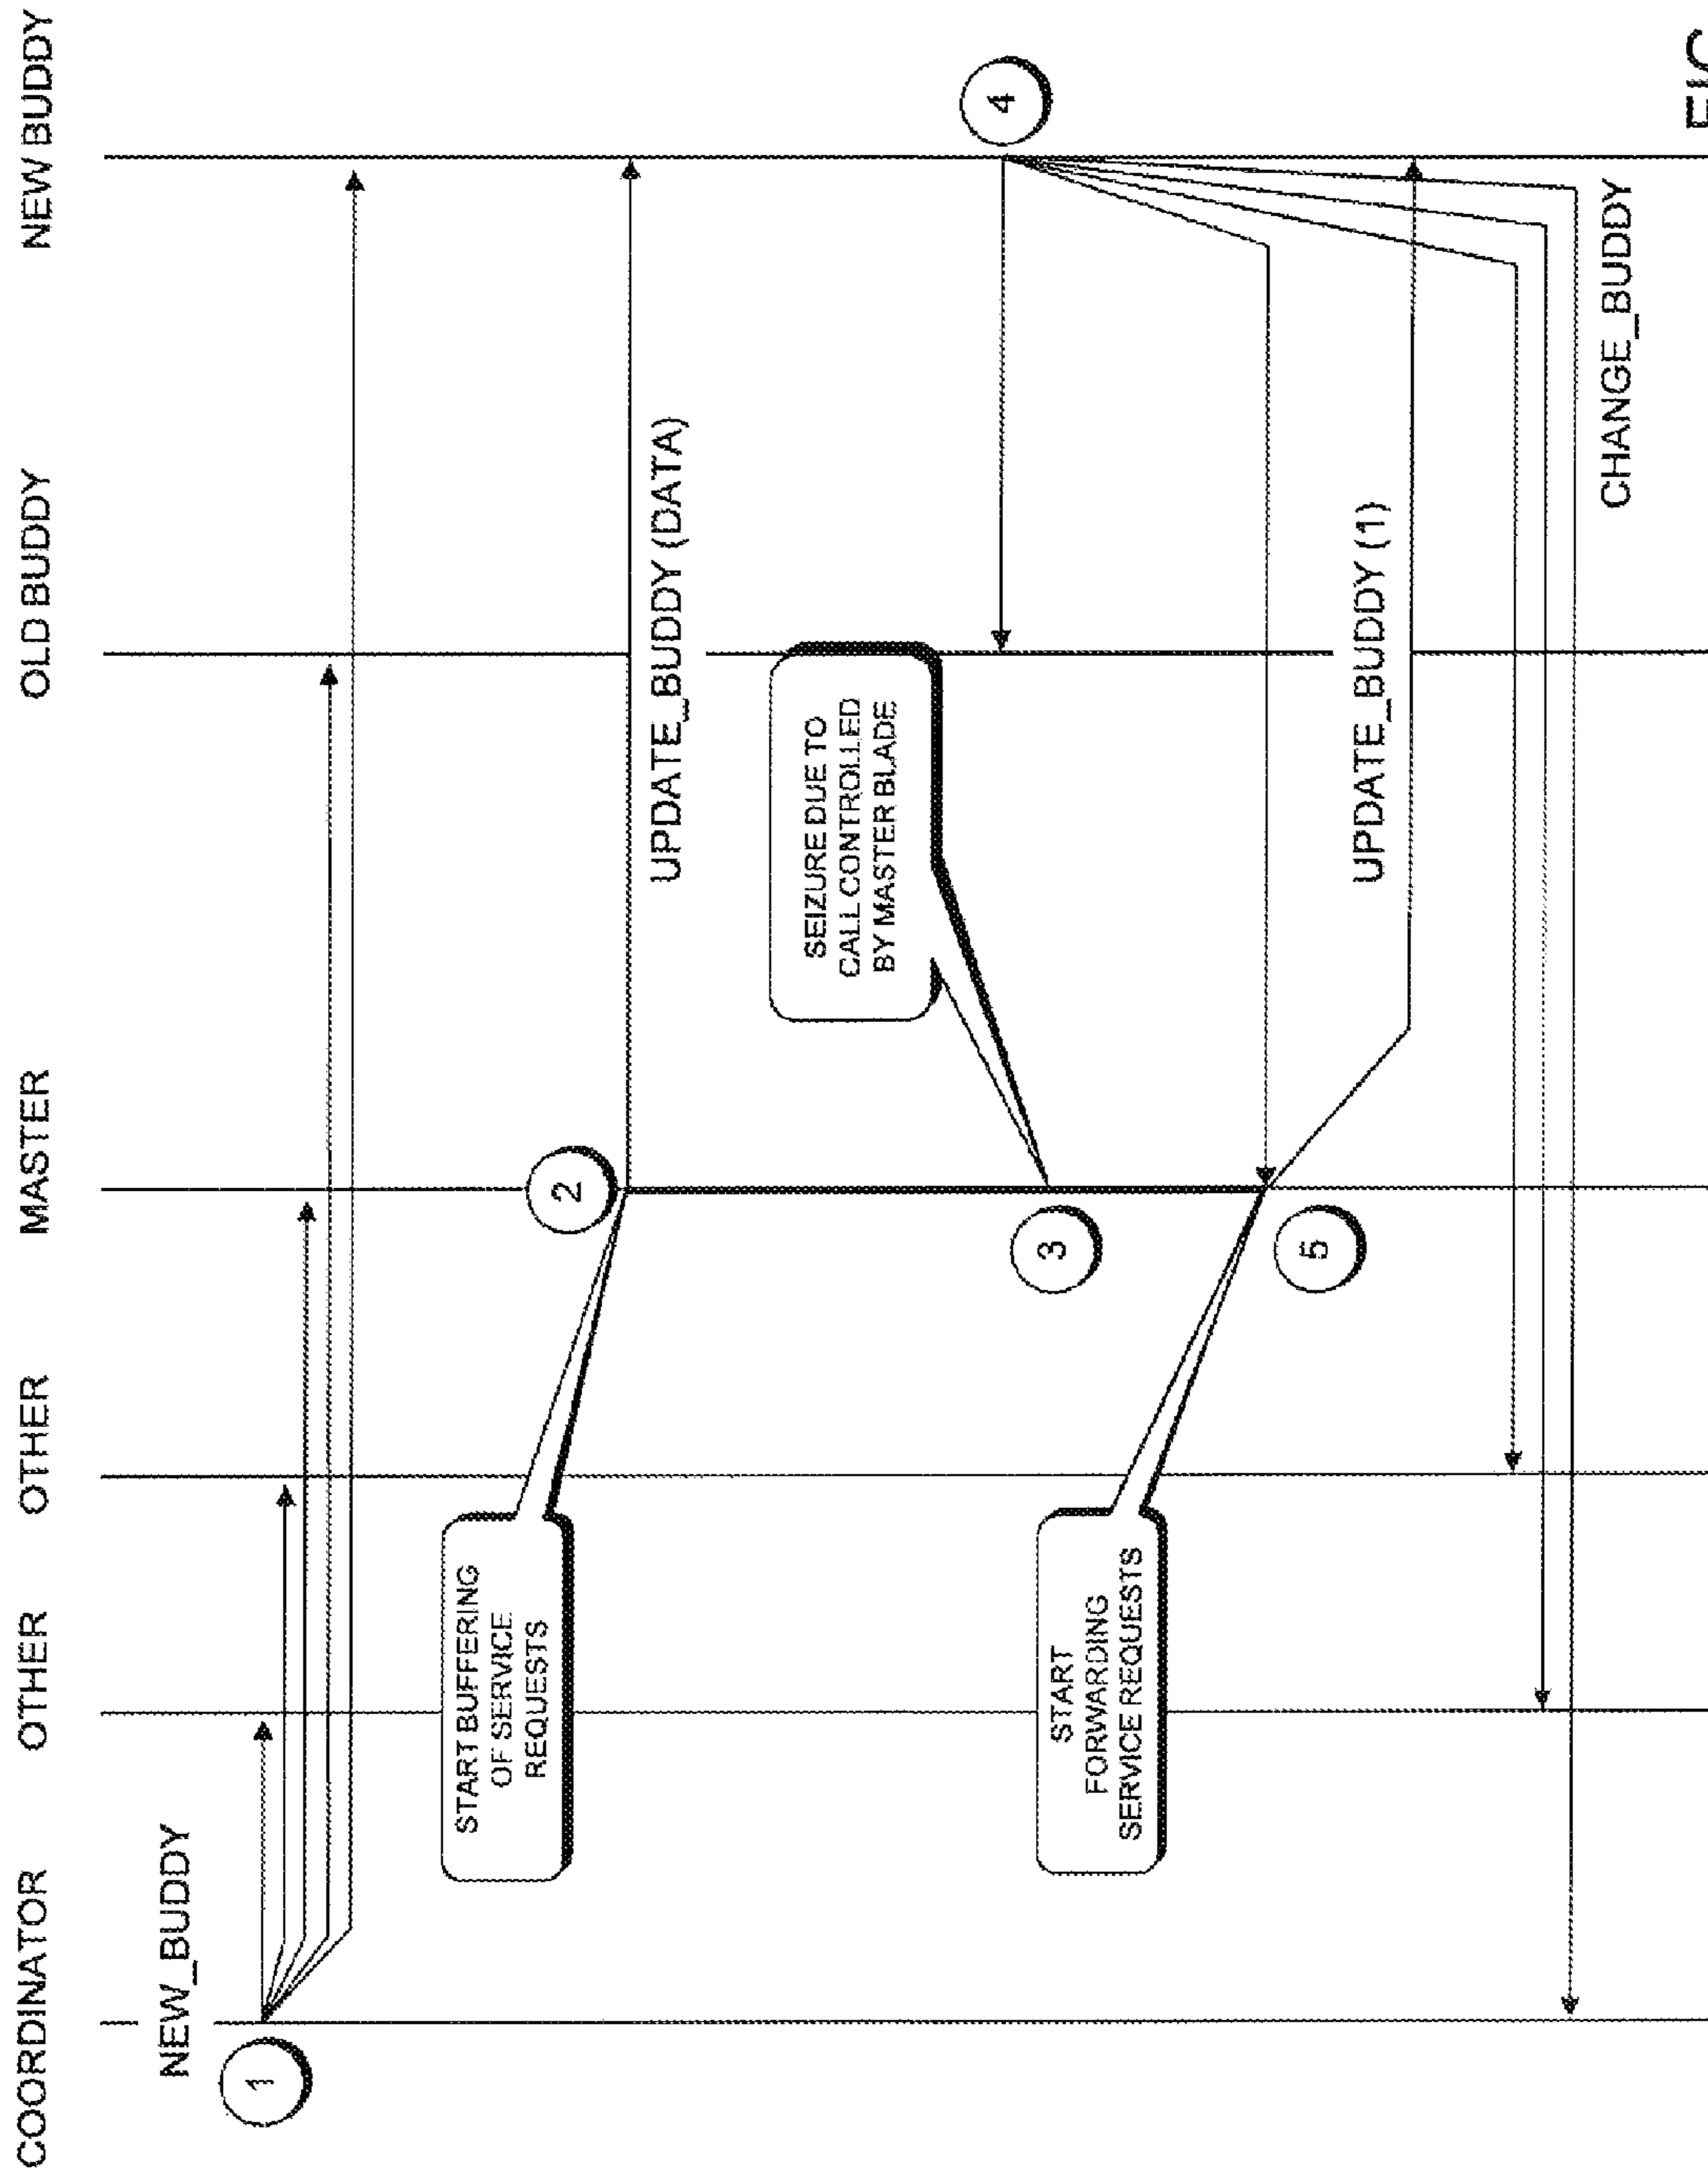 COORDINATOR
OTHER
OTHER
MASTER
OLD BUDDY
NEW BUDDY
NEW_BUDDY
1
START BUFFERING
OF SERVICE
REQUESTS
2
UPDATE_BUDDY (DATA)
SEIZURE DUE TO
CALL CONTROLLED
BY MASTER BLADE
3
4
START
FORWARDING
SERVICE REQUESTS
5
UPDATE_BUDDY (1)
CHANGE_BUDDY